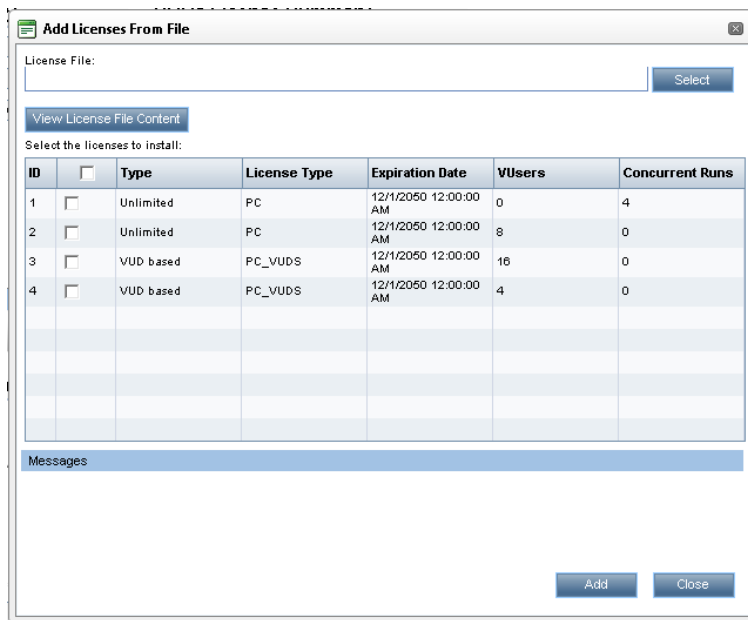 Add Licenses From File
License File:
Select
View License File Content
Select the licenses to install:
ID Type License Type Expiration Date VUsers Concurrent Runs
1 Unlimited PC 12/1/2050 12:00:00 AM 0 4
2 Unlimited PC 12/1/2050 12:00:00 AM 8 0
3 VUD based PC_VUDS 12/1/2050 12:00:00 AM 16 0
4 VUD based PC_VUDS 12/1/2050 12:00:00 AM 4 0
Messages
Add Close